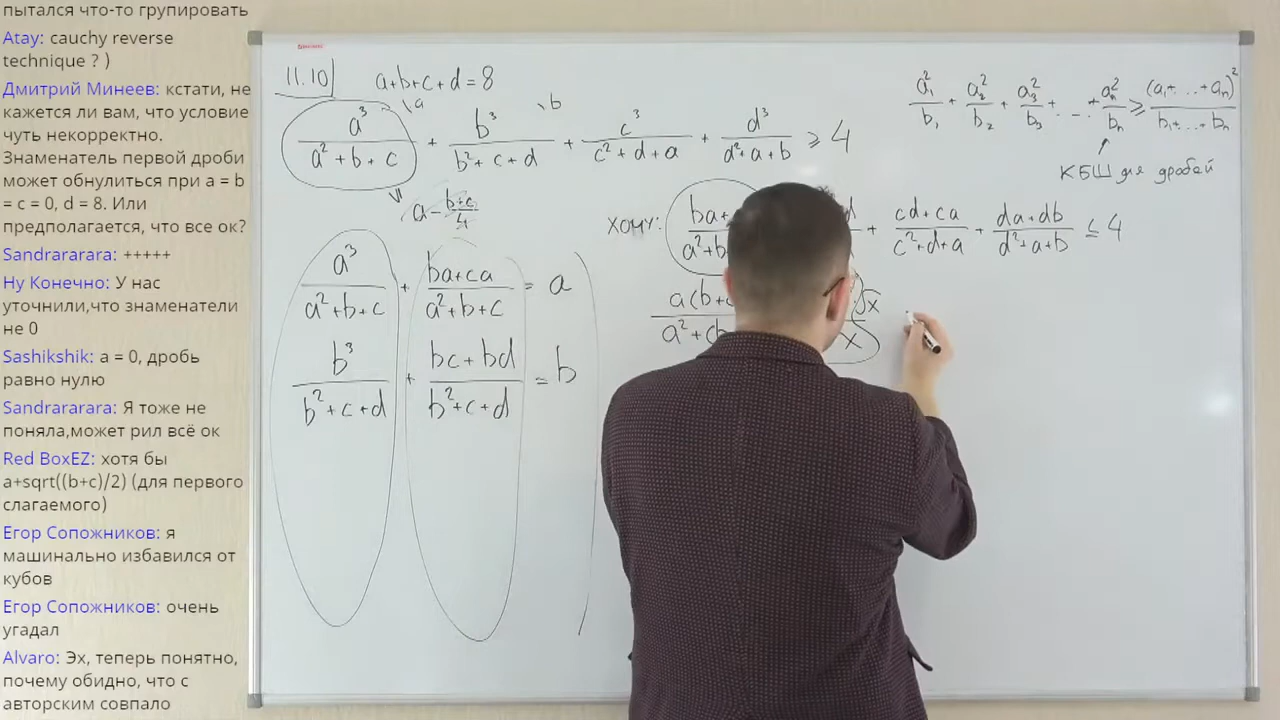 пытался что-то групировать
Atay: cauchy reverse
technique ? )
Дмитрий Минеев: кстати, не
кажется ли вам, что условие
чуть некорректно.
Знаменатель первой дроби
может обнулиться при a = b
= c = 0, d = 8. Или
предполагается, что все ок?
Sandrararara: +++++
Ну Конечно: У нас
уточнили,что знаменатели
не 0
Sashikshik: a = 0, дробь
равно нулю
Sandrararara: Я тоже не
поняла,может рил всё ок
Red BoxEZ: хотя бы
a+sqrt((b+c)/2) (для первого
слагаемого)
Егор Сопожников: я
машинально избавился от
кубов
Егор Сопожников: очень
угадал
Alvaro: Эх, теперь понятно,
почему обидно, что с
авторским совпало
11.10 a+b+c+d=8
a³/(a²+b+c) + b³/(b²+c+d) + c³/(c²+d+a) + d³/(d²+a+b) ≥ 4
\a \b
VI
a - (b+c)/4
a³/(a²+b+c) + (ba+ca)/(a²+b+c) = a
b³/(b²+c+d) + (bc+bd)/(b²+c+d) = b
a₁²/b₁ + a₂²/b₂ + a₃²/b₃ + ... + aₙ²/bₙ ≥ (a₁+...+aₙ)²/(b₁+...+bₙ)
КБШ для дробей
хотим: + (cd+ca)/(c²+d+a) + (da+db)/(d²+a+b) ≤ 4
√x
x